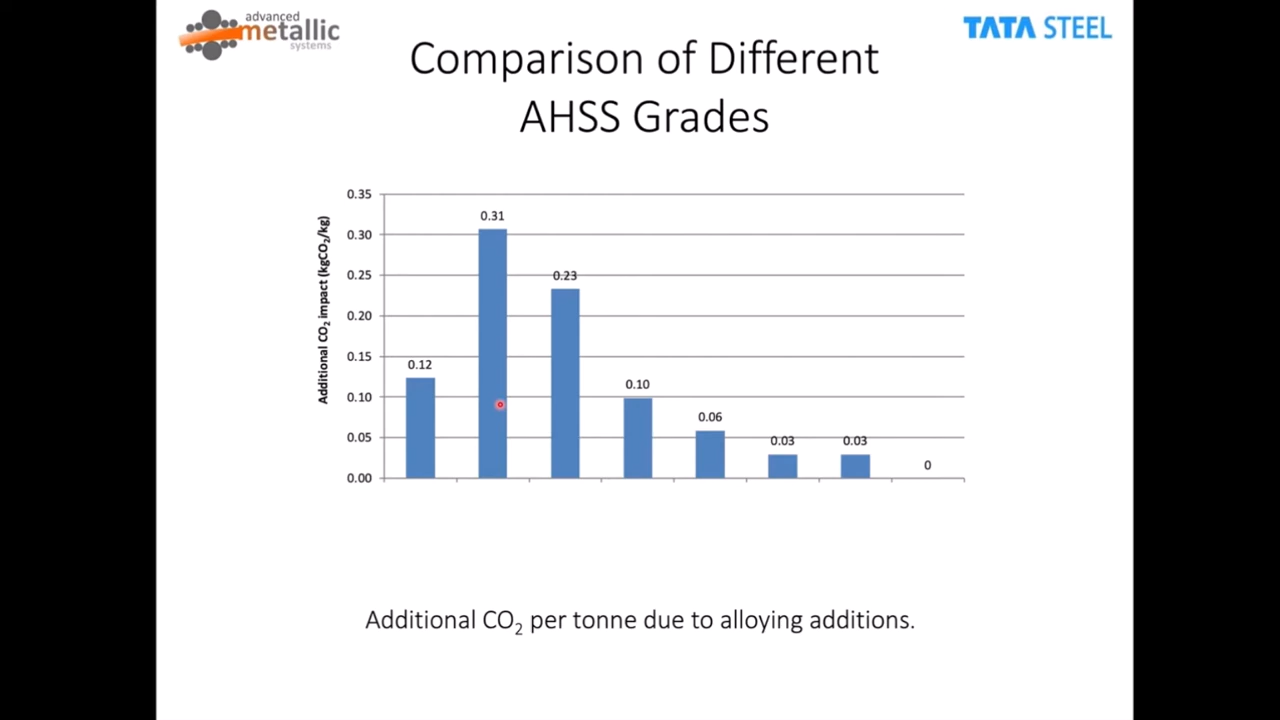 advanced
metallic
systems
TATA STEEL
Comparison of Different
AHSS Grades
Additional CO₂ impact (kgCO₂/kg)
0.35
0.30
0.25
0.20
0.15
0.10
0.05
0.00
0.12
0.31
0.23
0.10
0.06
0.03
0.03
0
Additional CO₂ per tonne due to alloying additions.